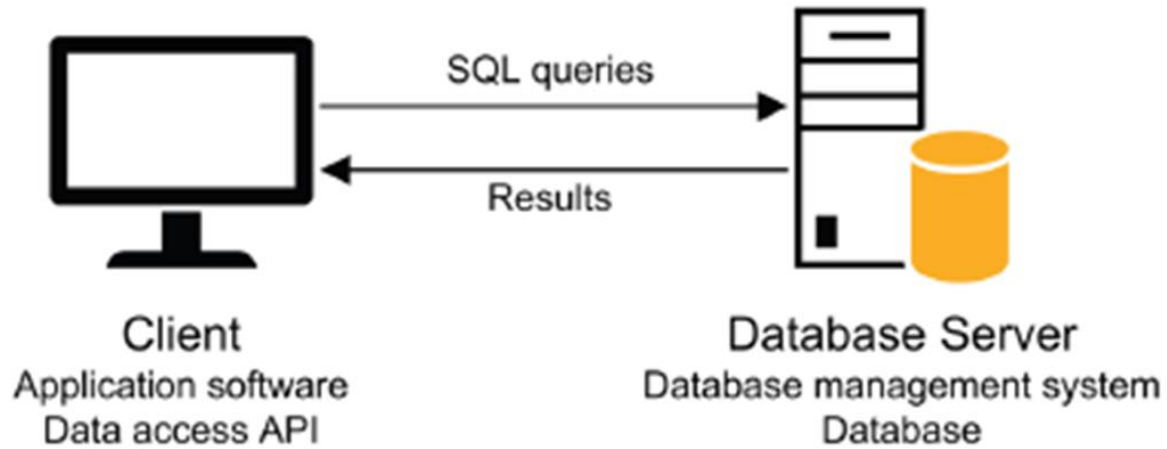 SQL queries
Results
Client
Application software
Data access API
Database Server
Database management system
Database